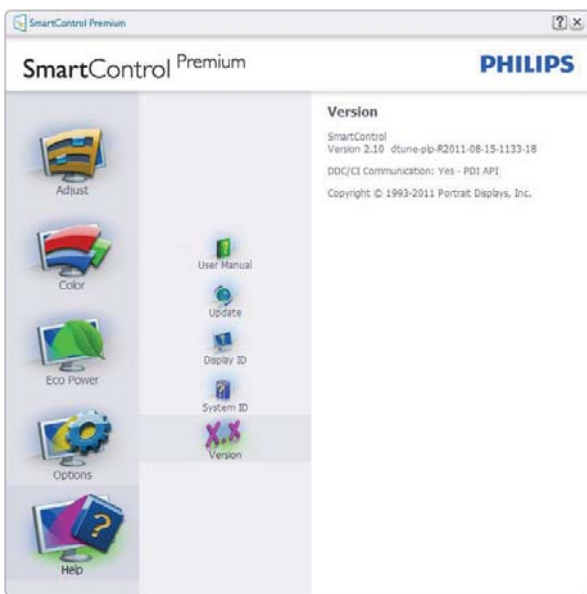 SmartControl Premium
SmartControl Premium
PHILIPS
Adjust
Color
Eco Power
Options
Help
User Manual
Update
Display ID
System ID
X.X
Version
Version
SmartControl
Version 2.10 dtune-plp-R2011-08-15-1133-18
DDC/CI Communication: Yes - PDI API
Copyright © 1993-2011 Portrait Displays, Inc.